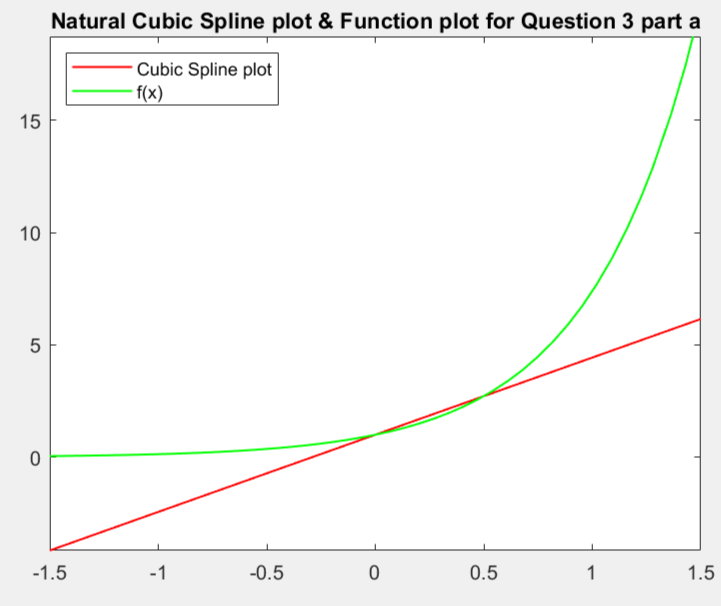 Natural Cubic Spline plot & Function plot for Question 3 part a
Cubic Spline plot
f(x)
15
10
5
0
-1.5 -1 -0.5 0 0.5 1 1.5